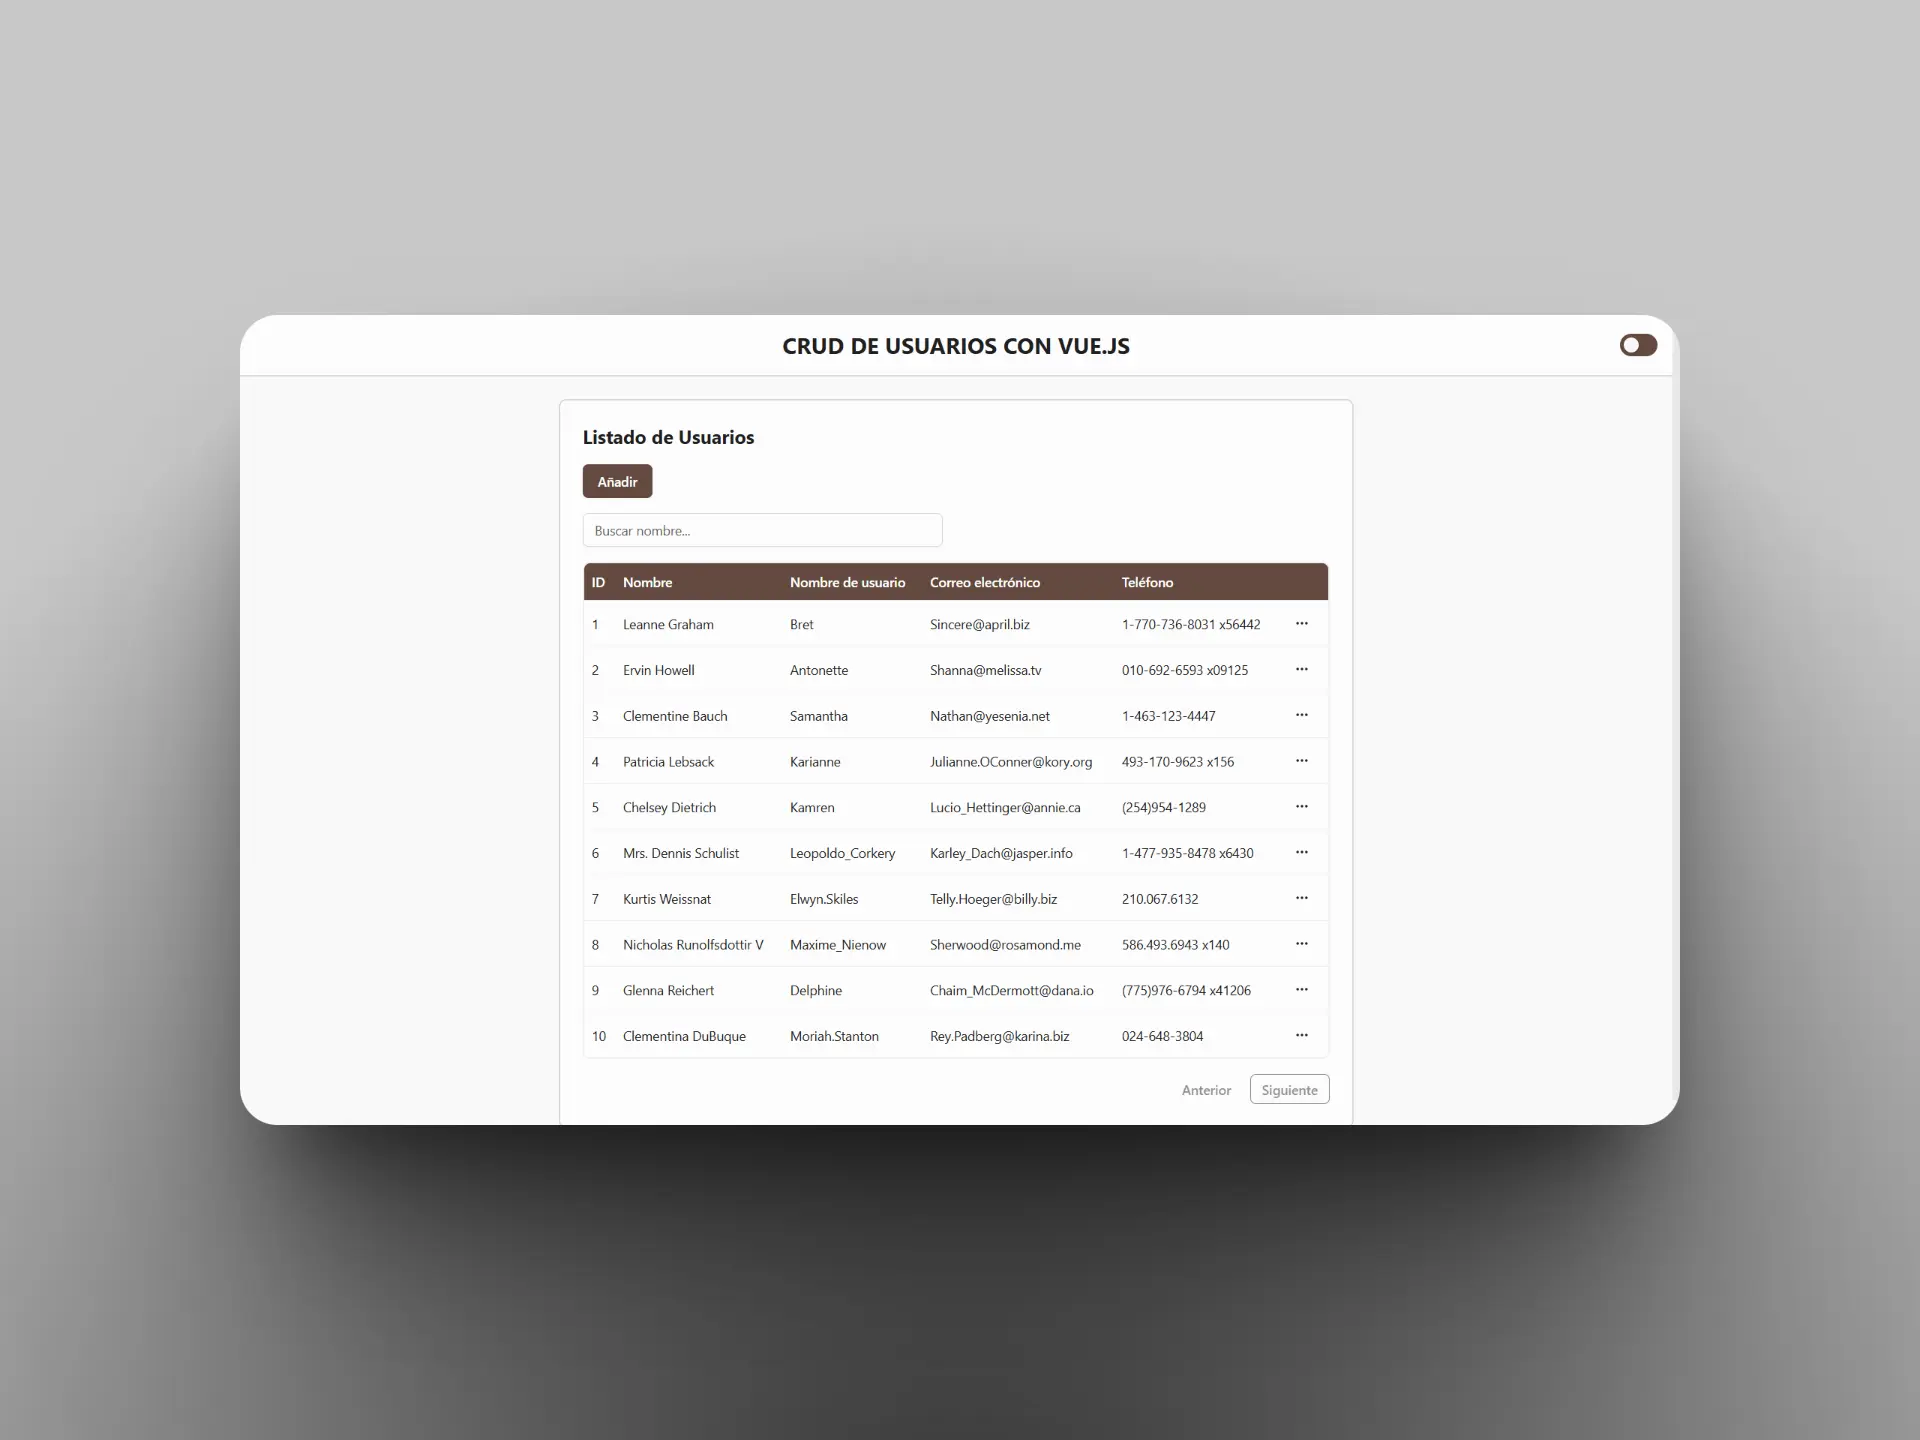 CRUD DE USUARIOS CON VUE.JS
Listado de Usuarios
Añadir
Buscar nombre...
ID Nombre Nombre de usuario Correo electrónico Teléfono
1 Leanne Graham Bret Sincere@april.biz 1-770-736-8031 x56442 ...
2 Ervin Howell Antonette Shanna@melissa.tv 010-692-6593 x09125 ...
3 Clementine Bauch Samantha Nathan@yesenia.net 1-463-123-4447 ...
4 Patricia Lebsack Karianne Julianne.OConner@kory.org 493-170-9623 x156 ...
5 Chelsey Dietrich Kamren Lucio_Hettinger@annie.ca (254)954-1289 ...
6 Mrs. Dennis Schulist Leopoldo_Corkery Karley_Dach@jasper.info 1-477-935-8478 x6430 ...
7 Kurtis Weissnat Elwyn.Skiles Telly.Hoeger@billy.biz 210.067.6132 ...
8 Nicholas Runolfsdottir V Maxime_Nienow Sherwood@rosamond.me 586.493.6943 x140 ...
9 Glenna Reichert Delphine Chaim_McDermott@dana.io (775)976-6794 x41206 ...
10 Clementina DuBuque Moriah.Stanton Rey.Padberg@karina.biz 024-648-3804 ...
Anterior Siguiente